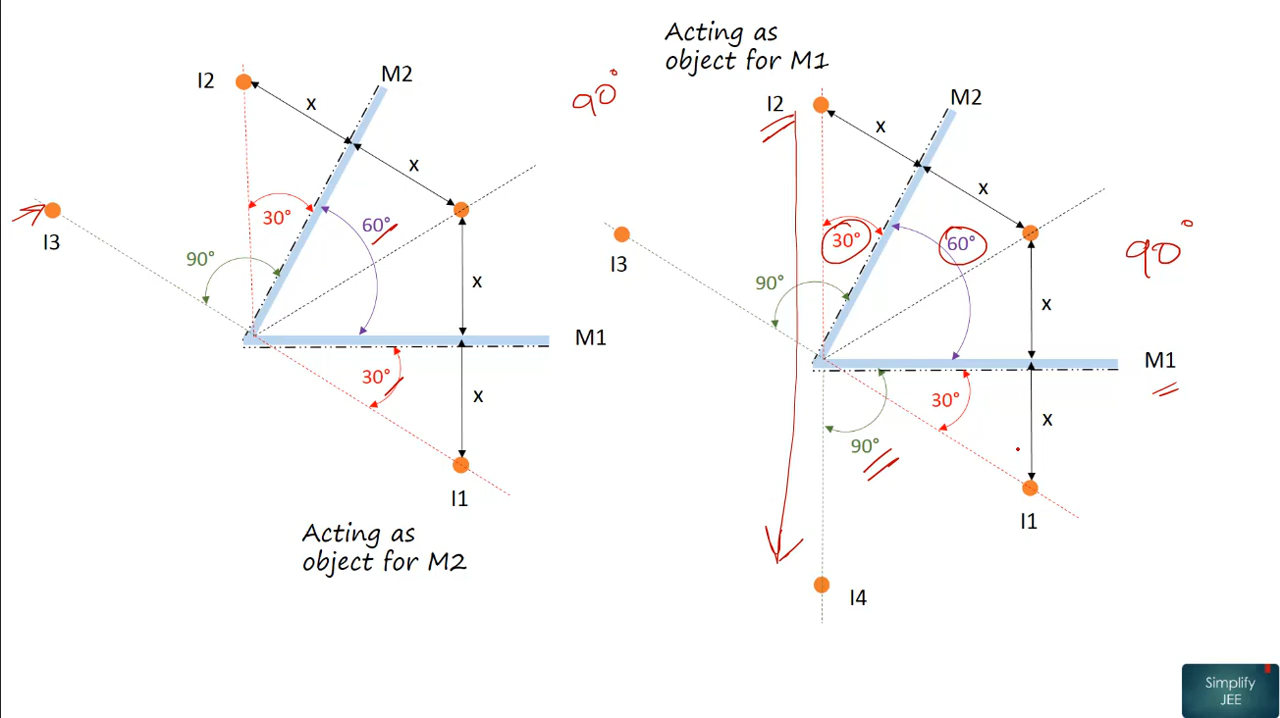 I2
M2
x
x
30°
60°
90°
I3
x
M1
30°
x
I1
Acting as
object for M2
90°
Acting as
object for M1
I2
M2
x
x
30°
60°
90°
I3
x
M1
30°
x
90°
I1
I4
90°
Simplify
JEE